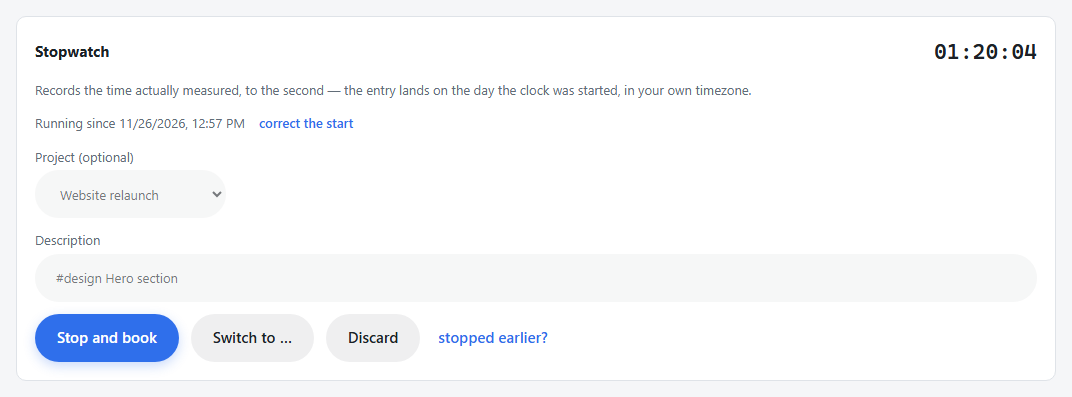 Stopwatch
01:20:04
Records the time actually measured, to the second — the entry lands on the day the clock was started, in your own timezone.
Running since 11/26/2026, 12:57 PM correct the start
Project (optional)
Website relaunch
Description
#design Hero section
Stop and book Switch to ... Discard stopped earlier?